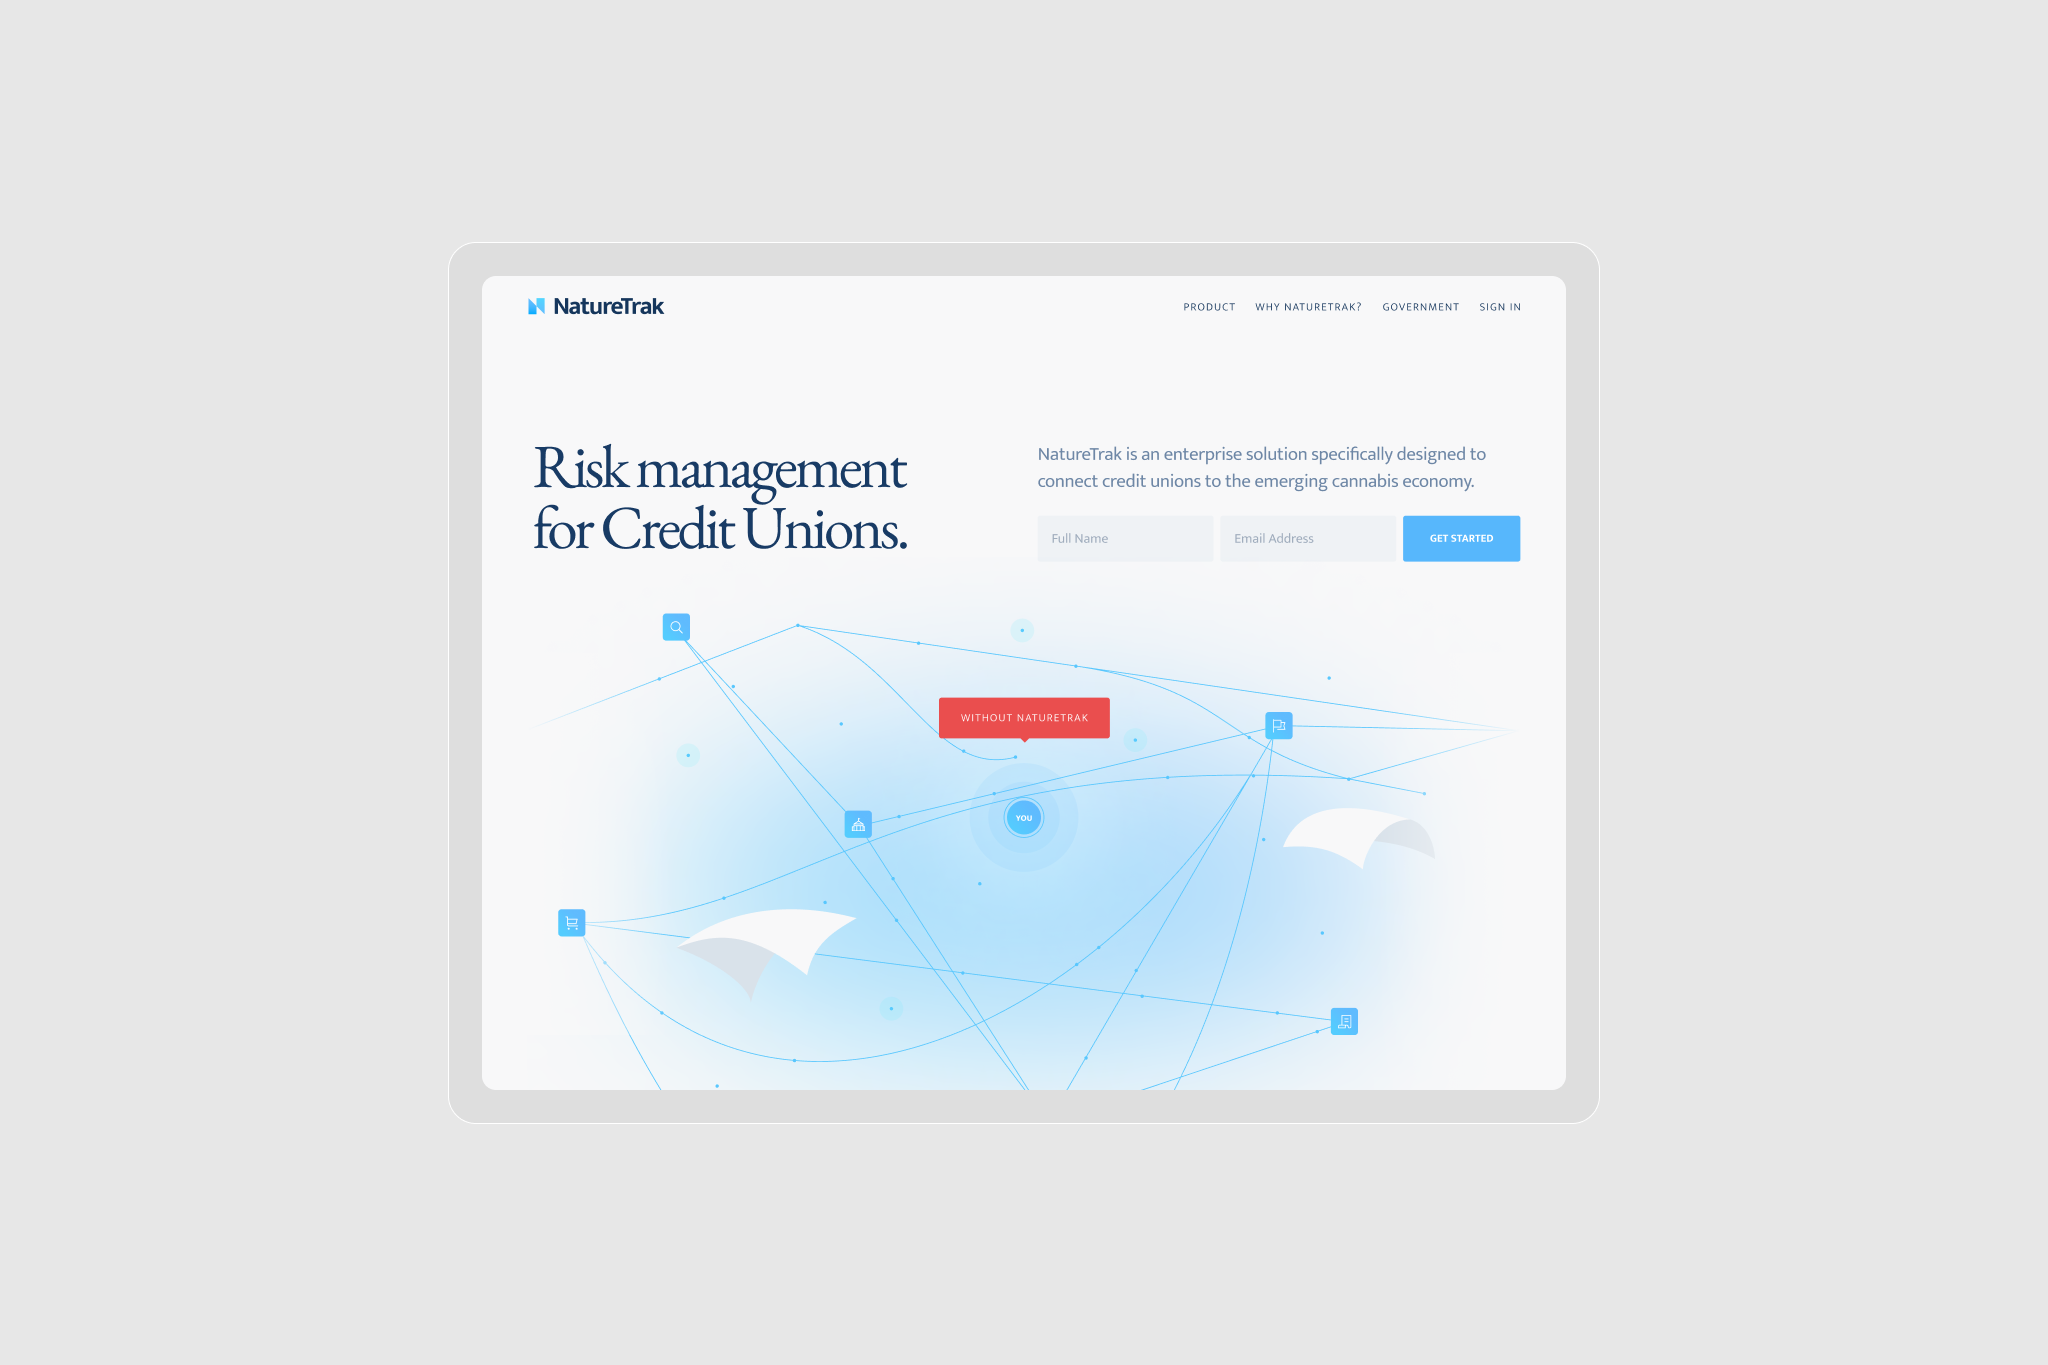 NatureTrak
PRODUCT
WHY NATURETRAK?
GOVERNMENT
SIGN IN
Risk management
for Credit Unions.
NatureTrak is an enterprise solution specifically designed to
connect credit unions to the emerging cannabis economy.
Full Name
Email Address
GET STARTED
WITHOUT NATURETRAK
YOU